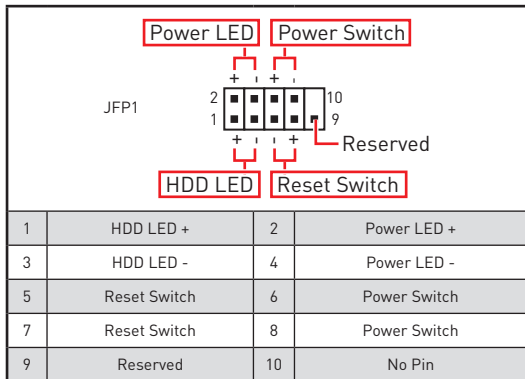 Power LED Power Switch
+ - + -
JFP1
2 10
1 9
+ - - +
Reserved
HDD LED Reset Switch
1 HDD LED + 2 Power LED +
3 HDD LED - 4 Power LED -
5 Reset Switch 6 Power Switch
7 Reset Switch 8 Power Switch
9 Reserved 10 No Pin